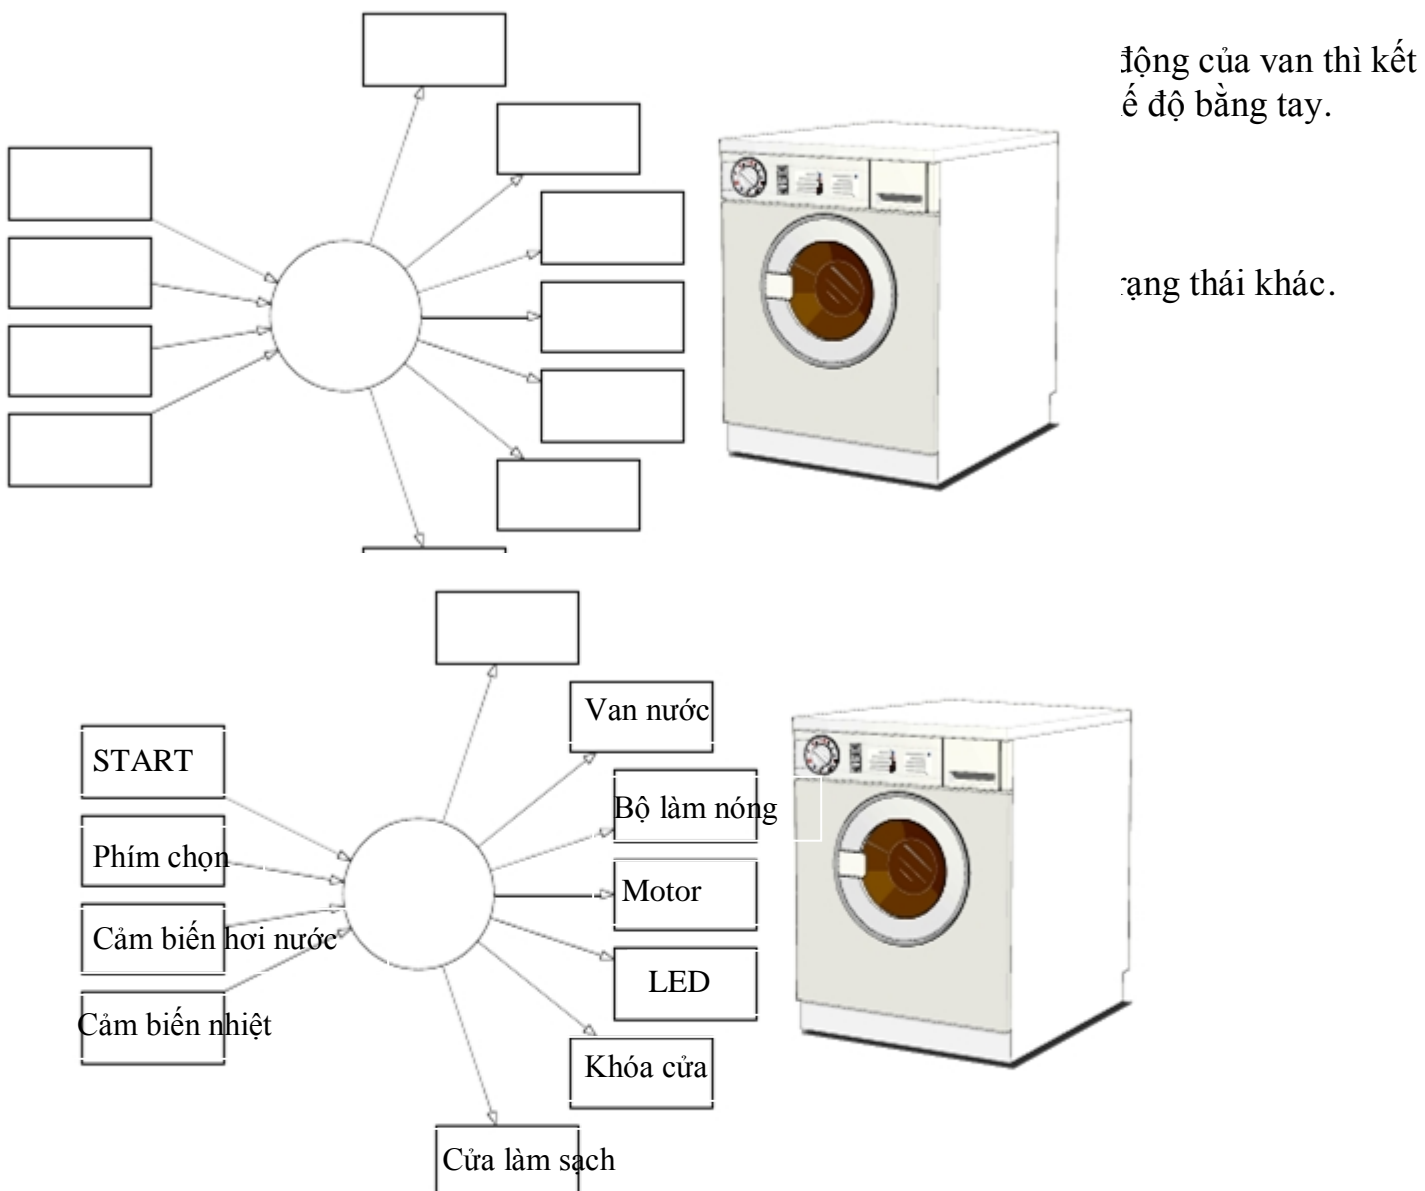 động của van thì kết
ế độ bằng tay.
rạng thái khác.
Van nước
START
Bộ làm nóng
Phím chọn
Motor
Cảm biến hơi nước
LED
Cảm biến nhiệt
Khóa cửa
Cửa làm sạch